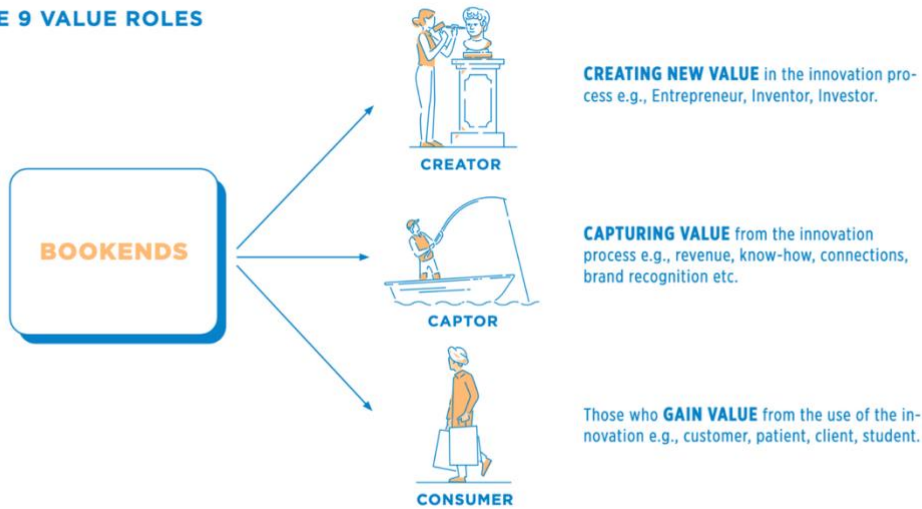 E 9 VALUE ROLES
BOOKENDS
CREATOR
CREATING NEW VALUE in the innovation pro-
cess e.g., Entrepreneur, Inventor, Investor.
CAPTOR
CAPTURING VALUE from the innovation
process e.g., revenue, know-how, connections,
brand recognition etc.
CONSUMER
Those who GAIN VALUE from the use of the in-
novation e.g., customer, patient, client, student.